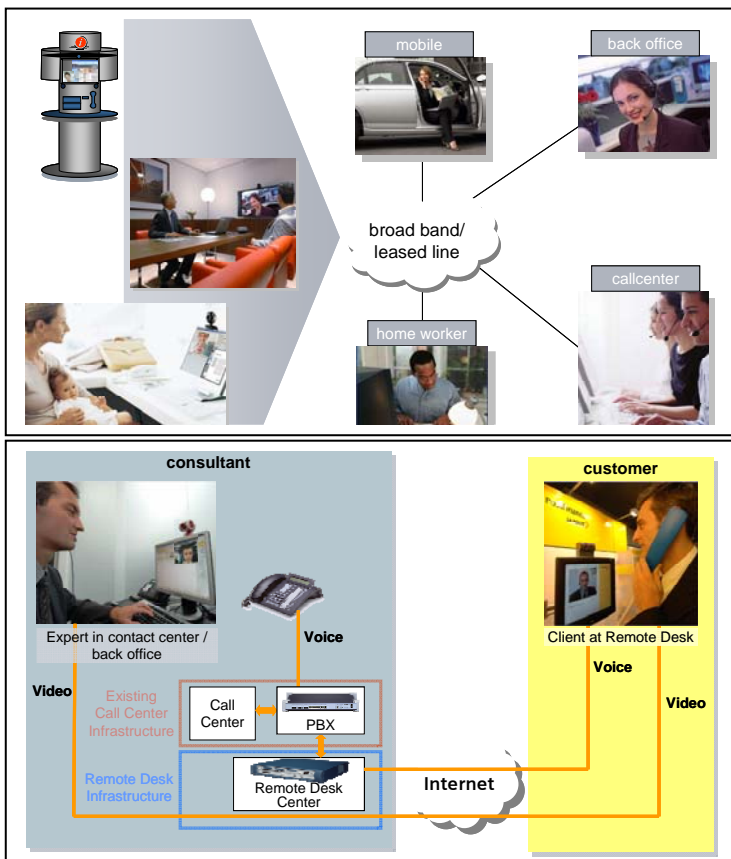 mobile
back office
broad band/
leased line
callcenter
home worker
consultant
customer
Expert in contact center /
back office
Client at Remote Desk
Voice
Voice
Video
Video
Existing
Call Center
Infrastructure
Call
Center
PBX
Remote Desk
Infrastructure
Remote Desk
Center
Internet